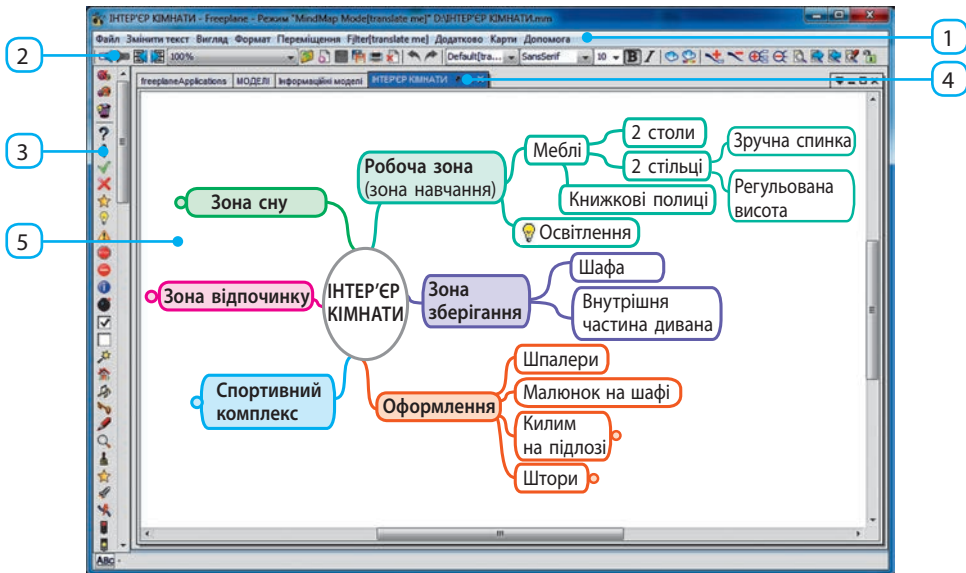 ІНТЕР'ЄР КІМНАТИ - Freeplane - Режим "MindMap Mode[translate me]" D:\ІНТЕР'ЄР КІМНАТИ.mm
Файл Змінити текст Вигляд Формат Переміщення Filter[translate me] Додатково Карти Допомога
1
2
100%
Default[tra...
SansSerif
10
B
I
freeplaneApplications
МОДЕЛІ
Інформаційні моделі
ІНТЕР'ЄР КІМНАТИ
4
3
5
Робоча зона
(зона навчання)
Меблі
2 столи
2 стільці
Зручна спинка
Регульована
висота
Книжкові полиці
Освітлення
Зона сну
Зона відпочинку
ІНТЕР'ЄР
КІМНАТИ
Зона
зберігання
Шафа
Внутрішня
частина дивана
Спортивний
комплекс
Оформлення
Шпалери
Малюнок на шафі
Килим
на підлозі
Штори
ABC